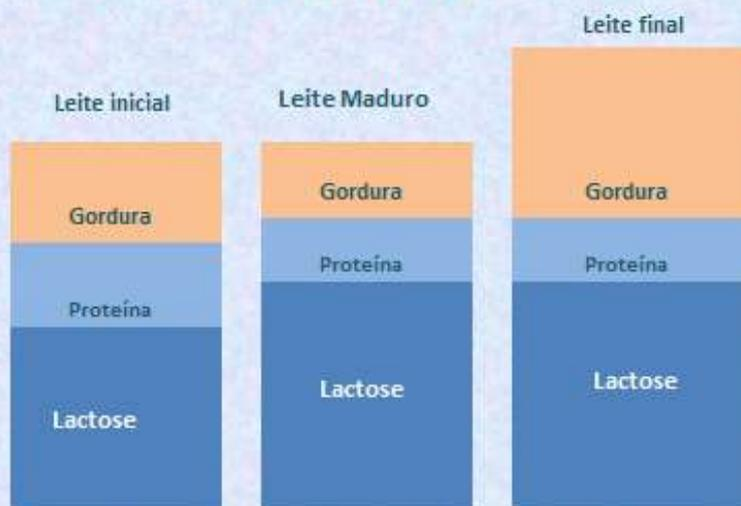 Leite inicial
Gordura
Proteína
Lactose
Leite Maduro
Gordura
Proteína
Lactose
Leite final
Gordura
Proteína
Lactose